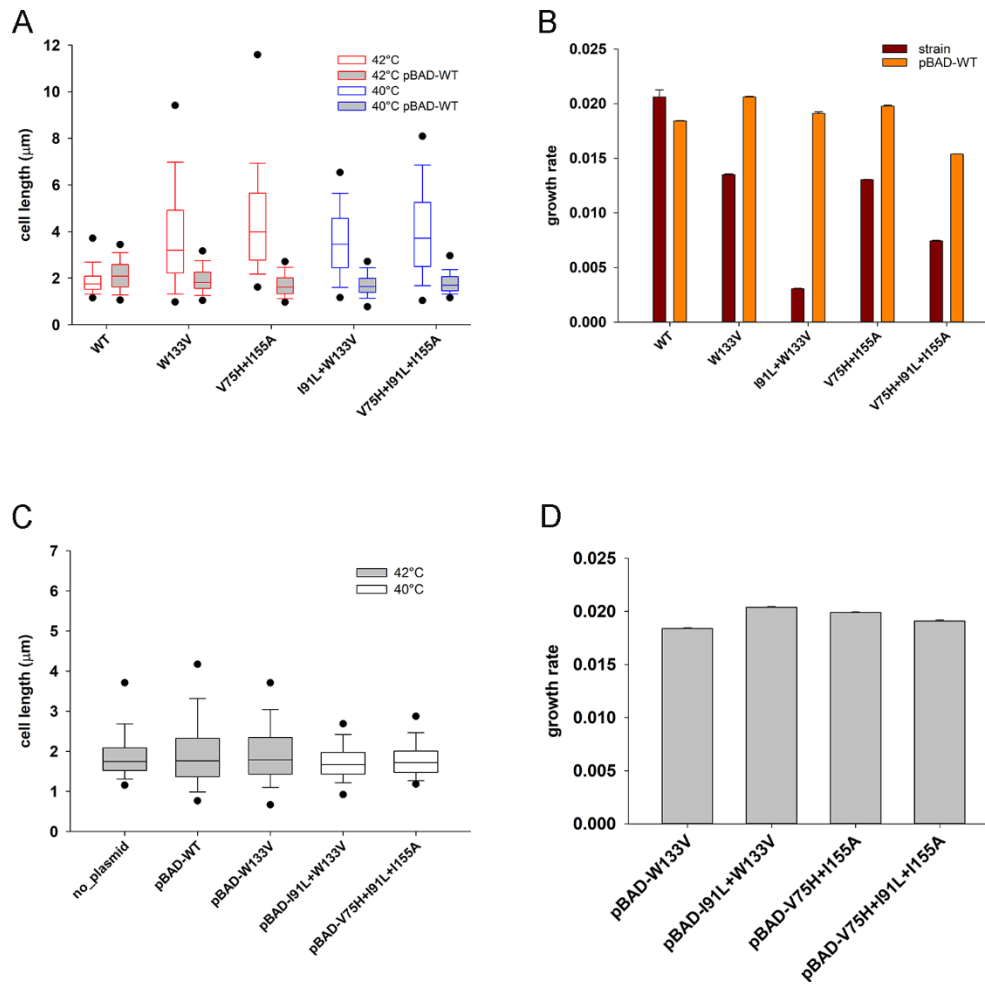 A
12
10
8
6
4
2
0
cell length (μm)
42°C
42°C pBAD-WT
40°C
40°C pBAD-WT
WT
W133V
V75H+I155A
I91L+W133V
V75H+I91L+I155A
B
0.025
0.020
0.015
0.010
0.005
0.000
growth rate
strain
pBAD-WT
WT
W133V
I91L+W133V
V75H+I155A
V75H+I91L+I155A
C
7
6
5
4
3
2
1
0
cell length (μm)
42°C
40°C
no_plasmid
pBAD-WT
pBAD-W133V
pBAD-I91L+W133V
pBAD-V75H+I91L+I155A
D
0.025
0.020
0.015
0.010
0.005
0.000
growth rate
pBAD-W133V
pBAD-I91L+W133V
pBAD-V75H+I155A
pBAD-V75H+I91L+I155A